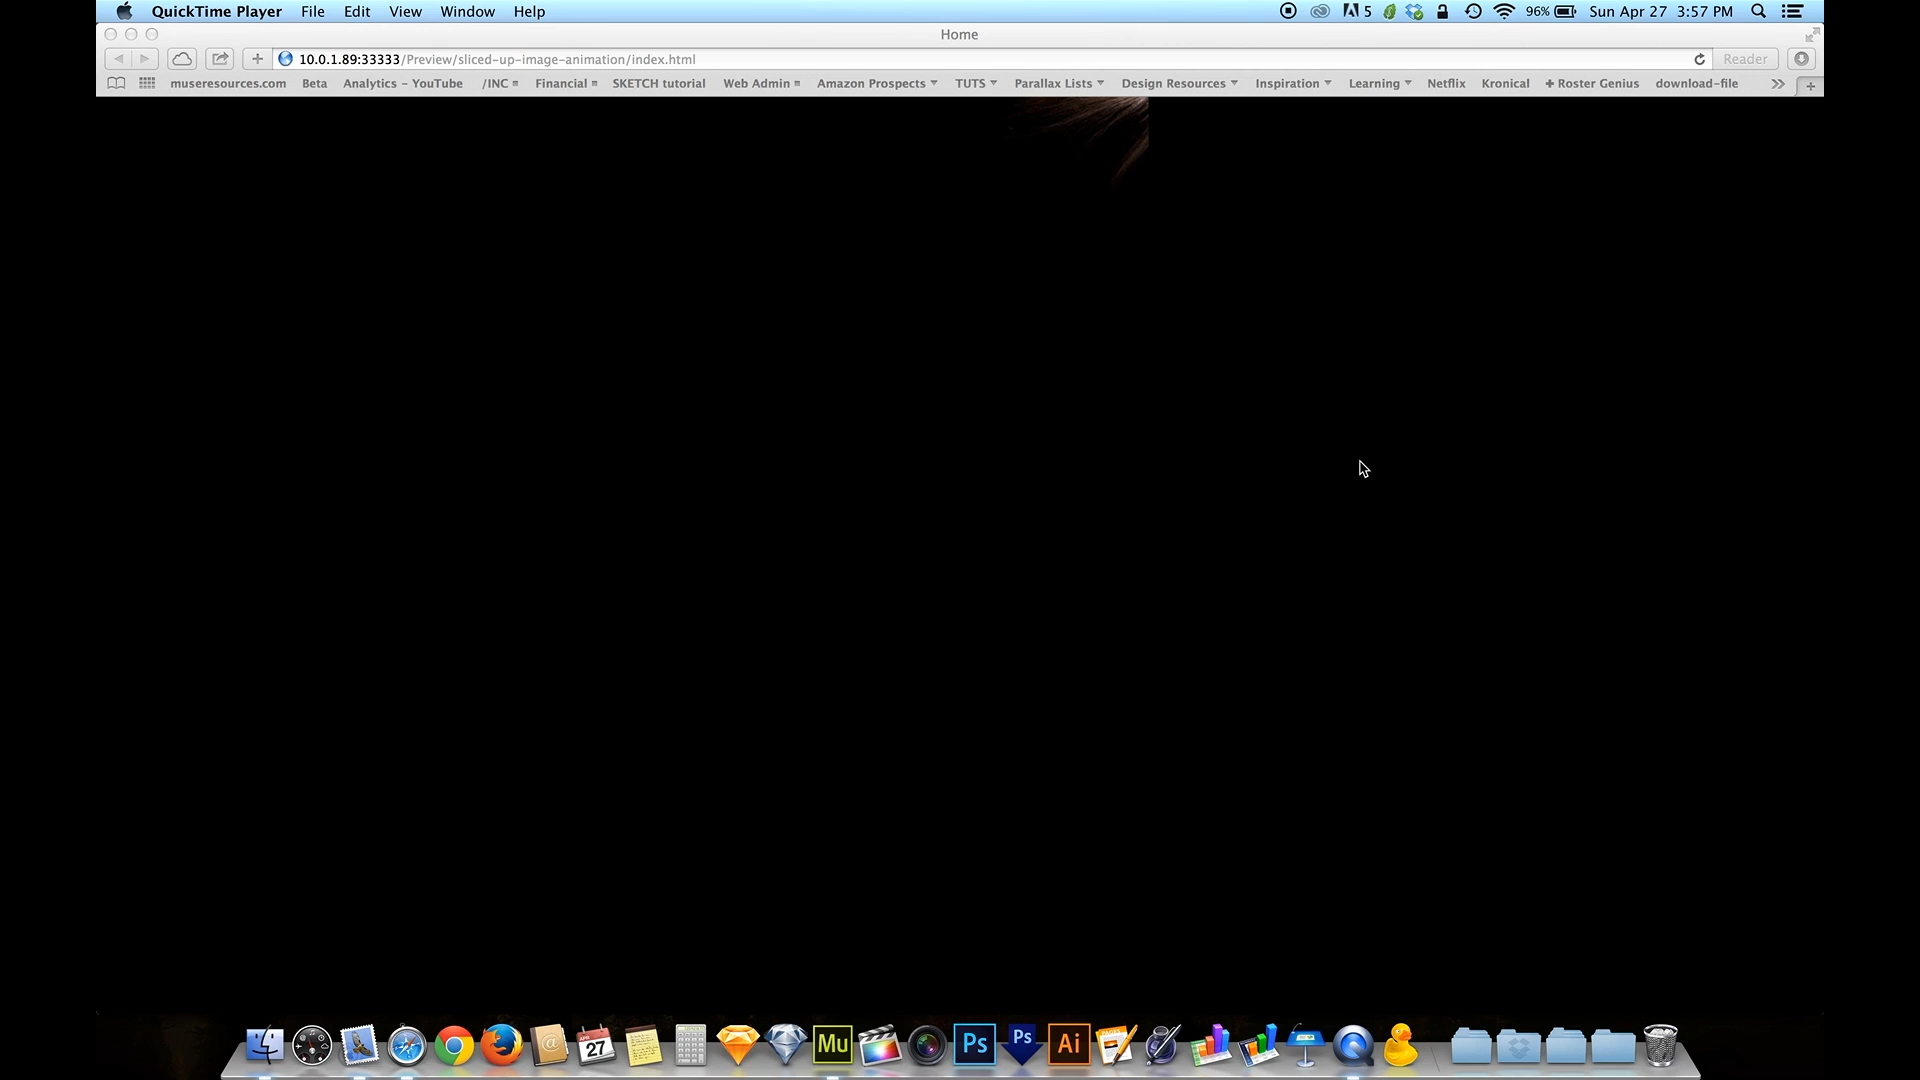 QuickTime Player File Edit View Window Help 5 96% Sun Apr 27 3:57 PM
Home
10.0.1.89:33333/Preview/sliced-up-image-animation/index.html Reader
museresources.com Beta Analytics – YouTube /INC Financial SKETCH tutorial Web Admin Amazon Prospects TUTS Parallax Lists Design Resources Inspiration Learning Netflix Kronical + Roster Genius download-file
APR
27 Mu Ps Ps Ai